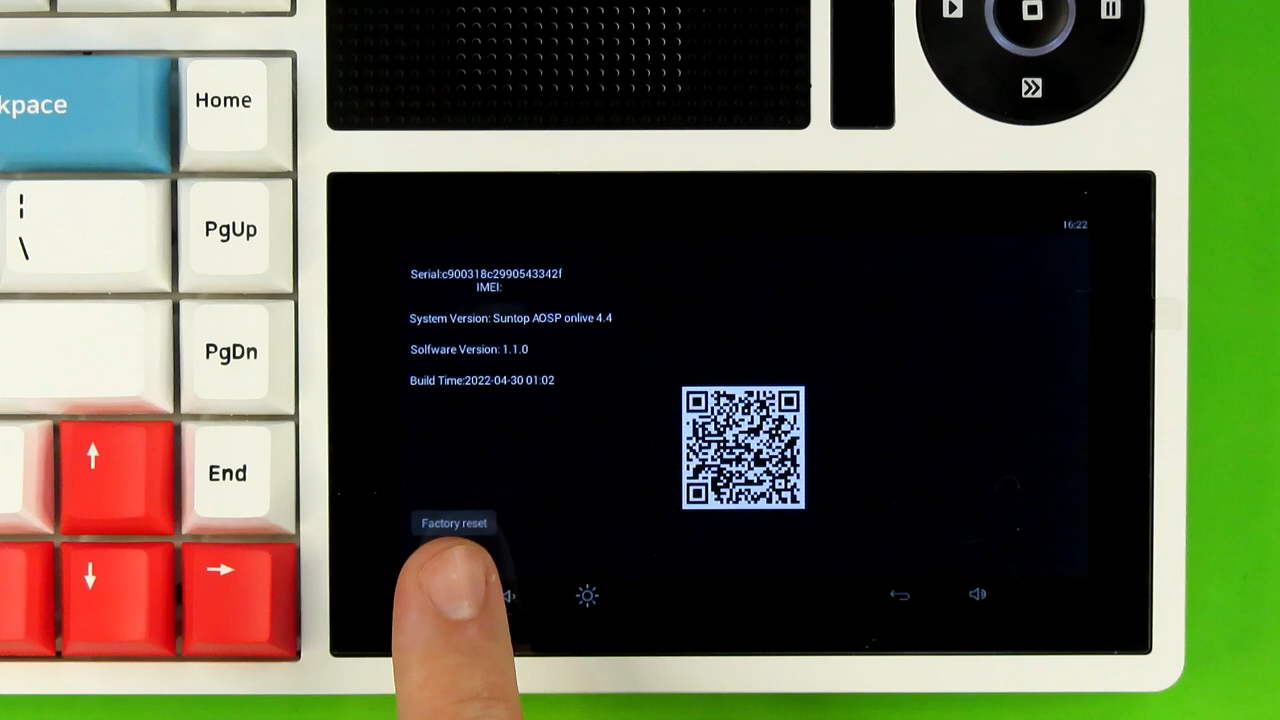 kpace
Home
¦
\
PgUp
PgDn
End
16:22
Serial:c900318c2990543342f
IMEI:
System Version: Suntop AOSP onlive 4.4
Solfware Version: 1.1.0
Build Time:2022-04-30 01:02
Factory reset